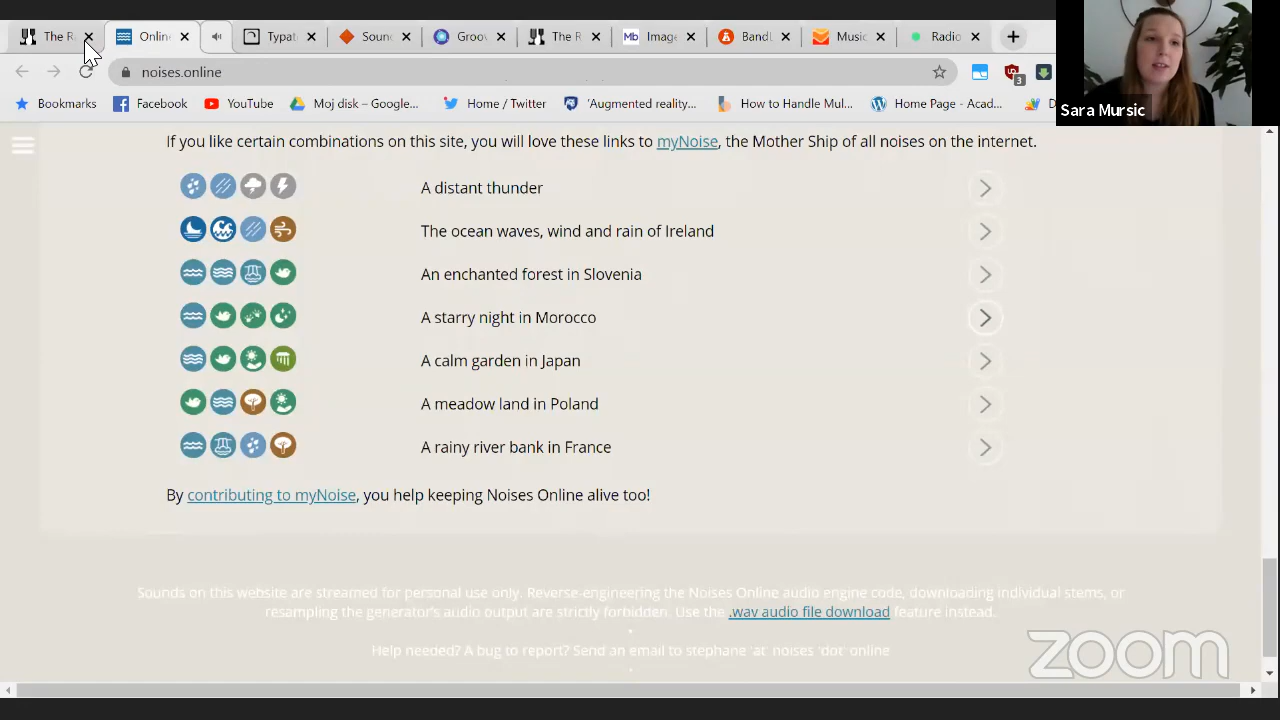 The R
Onlin
Typat
Soun
Groov
The R
Mb Image
BandL
Music
Radio
noises.online
3
Bookmarks
Facebook
YouTube
Moj disk – Google...
Home / Twitter
'Augmented reality...
How to Handle Mul...
Home Page - Acad...
D
Sara Mursic
If you like certain combinations on this site, you will love these links to myNoise, the Mother Ship of all noises on the internet.
A distant thunder
The ocean waves, wind and rain of Ireland
An enchanted forest in Slovenia
A starry night in Morocco
A calm garden in Japan
A meadow land in Poland
A rainy river bank in France
By contributing to myNoise, you help keeping Noises Online alive too!
Sounds on this website are streamed for personal use only. Reverse-engineering the Noises Online audio engine code, downloading individual stems, or
resampling the generator's audio output are strictly forbidden. Use the .wav audio file download feature instead.
Help needed? A bug to report? Send an email to stephane 'at' noises 'dot' online
zoom